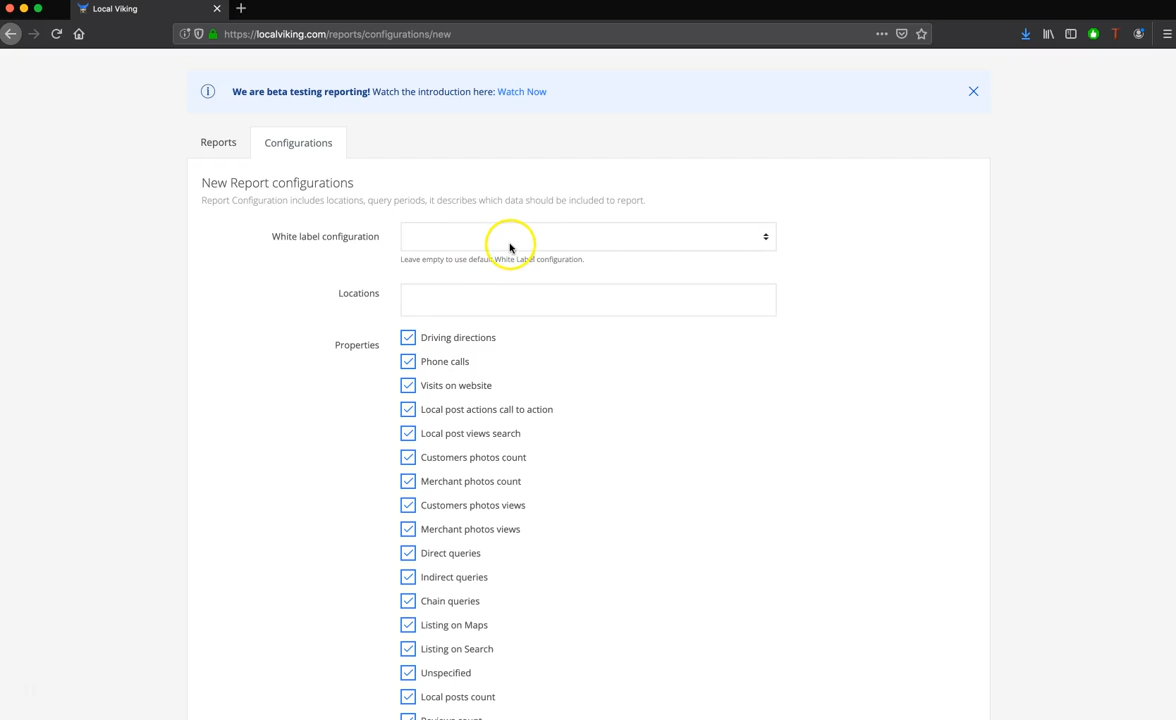 Local Viking
https://localviking.com/reports/configurations/new
We are beta testing reporting! Watch the introduction here: Watch Now
Reports
Configurations
New Report configurations
Report Configuration includes locations, query periods, it describes which data should be included to report.
White label configuration
Leave empty to use default White Label configuration.
Locations
Properties
Driving directions
Phone calls
Visits on website
Local post actions call to action
Local post views search
Customers photos count
Merchant photos count
Customers photos views
Merchant photos views
Direct queries
Indirect queries
Chain queries
Listing on Maps
Listing on Search
Unspecified
Local posts count
Reviews count